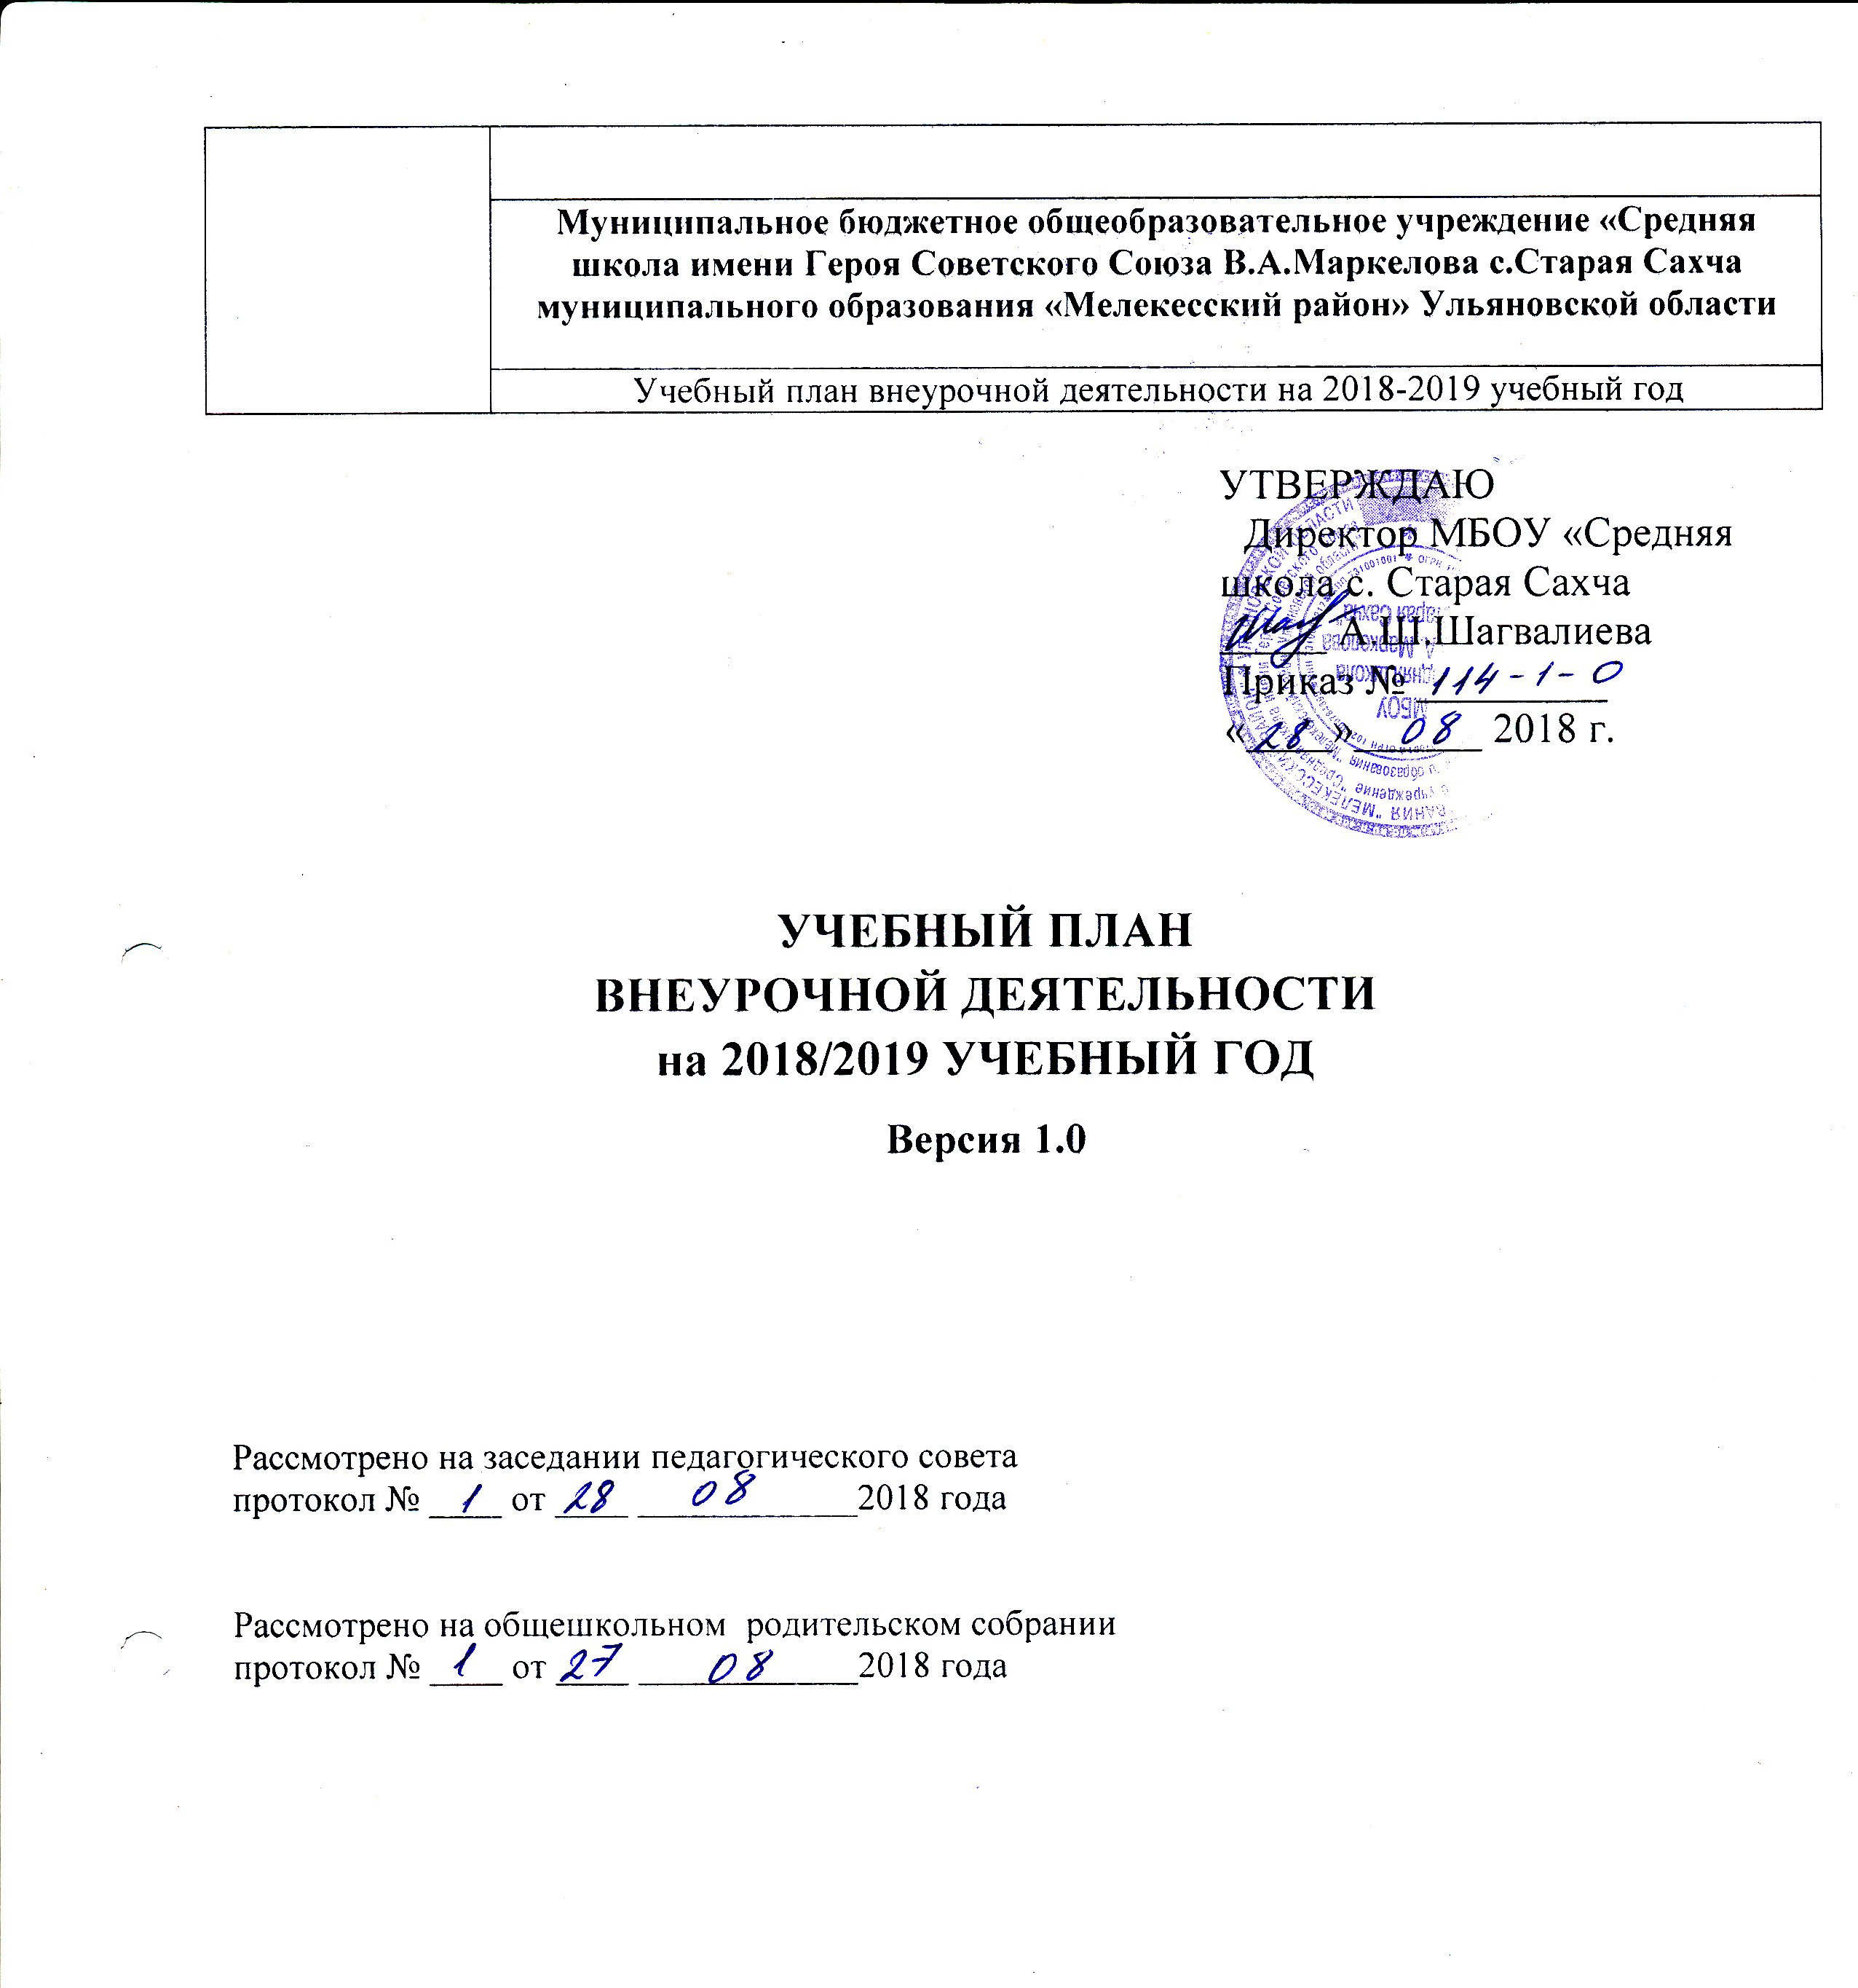 Муниципальное бюджетное общеобразовательное учреждение «Средняя
школа имени Героя Советского Союза В.А.Маркелова с.Старая Сахча
муниципального образования «Мелекесский район» Ульяновской области
Учебный план внеурочной деятельности на 2018-2019 учебный год
УТВЕРЖДАЮ
Директор МБОУ «Средняя
школа с. Старая Сахча
______ А.Ш.Шагвалиева
Приказ № 114-1-О
«28» 08 2018 г.
УЧЕБНЫЙ ПЛАН
ВНЕУРОЧНОЙ ДЕЯТЕЛЬНОСТИ
на 2018/2019 УЧЕБНЫЙ ГОД
Версия 1.0
Рассмотрено на заседании педагогического совета
протокол № 1 от 28 08 2018 года
Рассмотрено на общешкольном родительском собрании
протокол № 1 от 27 08 2018 года